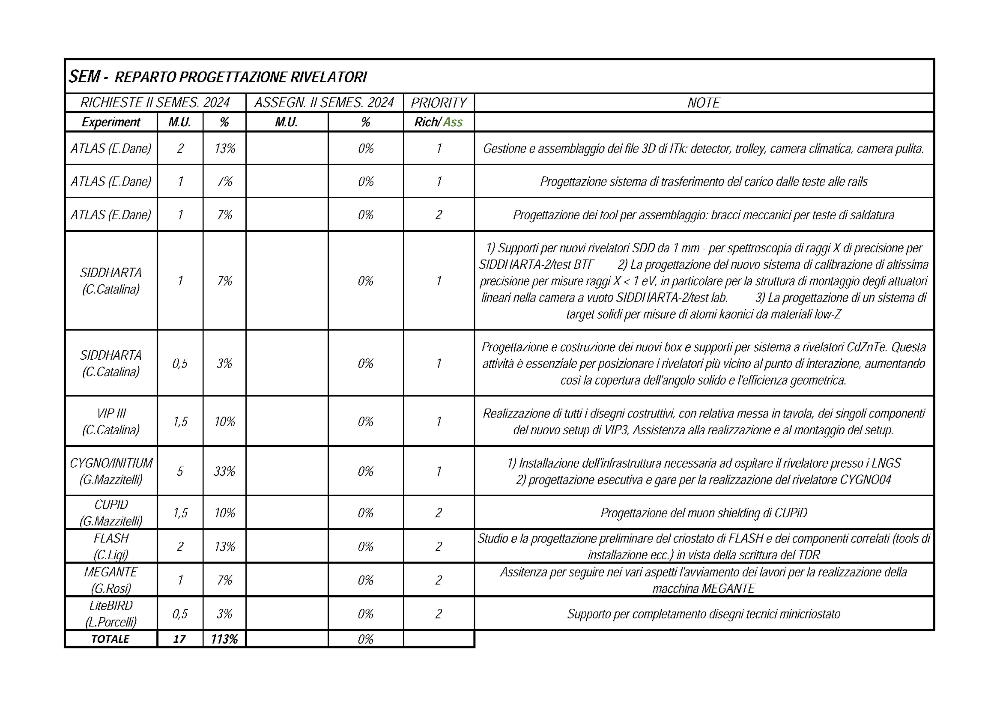 SEM - REPARTO PROGETTAZIONE RIVELATORI
RICHIESTE II SEMES. 2024 ASSEGN. II SEMES. 2024 PRIORITY NOTE
Experiment M.U. % M.U. % Rich/ Ass
ATLAS (E.Dane) 2 13% 0% 1 Gestione e assemblaggio dei file 3D di ITk: detector, trolley, camera climatica, camera pulita.
ATLAS (E.Dane) 1 7% 0% 1 Progettazione sistema di trasferimento del carico dalle teste alle rails
ATLAS (E.Dane) 1 7% 0% 2 Progettazione dei tool per assemblaggio: bracci meccanici per teste di saldatura
SIDDHARTA
(C.Catalina)
1 7% 0% 1
1) Supporti per nuovi rivelatori SDD da 1 mm - per spettroscopia di raggi X di precisione per
SIDDHARTA-2/test BTF 2) La progettazione del nuovo sistema di calibrazione di altissima
precisione per misure raggi X < 1 eV, in particolare per la struttura di montaggio degli attuatori
lineari nella camera a vuoto SIDDHARTA-2/test lab. 3) La progettazione di un sistema di
target solidi per misure di atomi kaonici da materiali low-Z
SIDDHARTA
(C.Catalina)
0,5 3% 0% 1
Progettazione e costruzione dei nuovi box e supporti per sistema a rivelatori CdZnTe. Questa
attività è essenziale per posizionare i rivelatori più vicino al punto di interazione, aumentando
così la copertura dell'angolo solido e l'efficienza geometrica.
VIP III
(C.Catalina)
1,5 10% 0% 1
Realizzazione di tutti i disegni costruttivi, con relativa messa in tavola, dei singoli componenti
del nuovo setup di VIP3, Assistenza alla realizzazione e al montaggio del setup.
CYGNO/INITIUM
(G.Mazzitelli)
5 33% 0% 1
1) Installazione dell'infrastruttura necessaria ad ospitare il rivelatore presso i LNGS
2) progettazione esecutiva e gare per la realizzazione del rivelatore CYGNO04
CUPID
(G.Mazzitelli)
1,5 10% 0% 2
Progettazione del muon shielding di CUPiD
FLASH
(C.Ligi)
2 13% 0% 2
Studio e la progettazione preliminare del criostato di FLASH e dei componenti correlati (tools di
installazione ecc.) in vista della scrittura del TDR
MEGANTE
(G.Rosi)
1 7% 0% 2
Assitenza per seguire nei vari aspetti l'avviamento dei lavori per la realizzazione della
macchina MEGANTE
LiteBIRD
(L.Porcelli)
0,5 3% 0% 2
Supporto per completamento disegni tecnici minicriostato
TOTALE 17 113% 0%